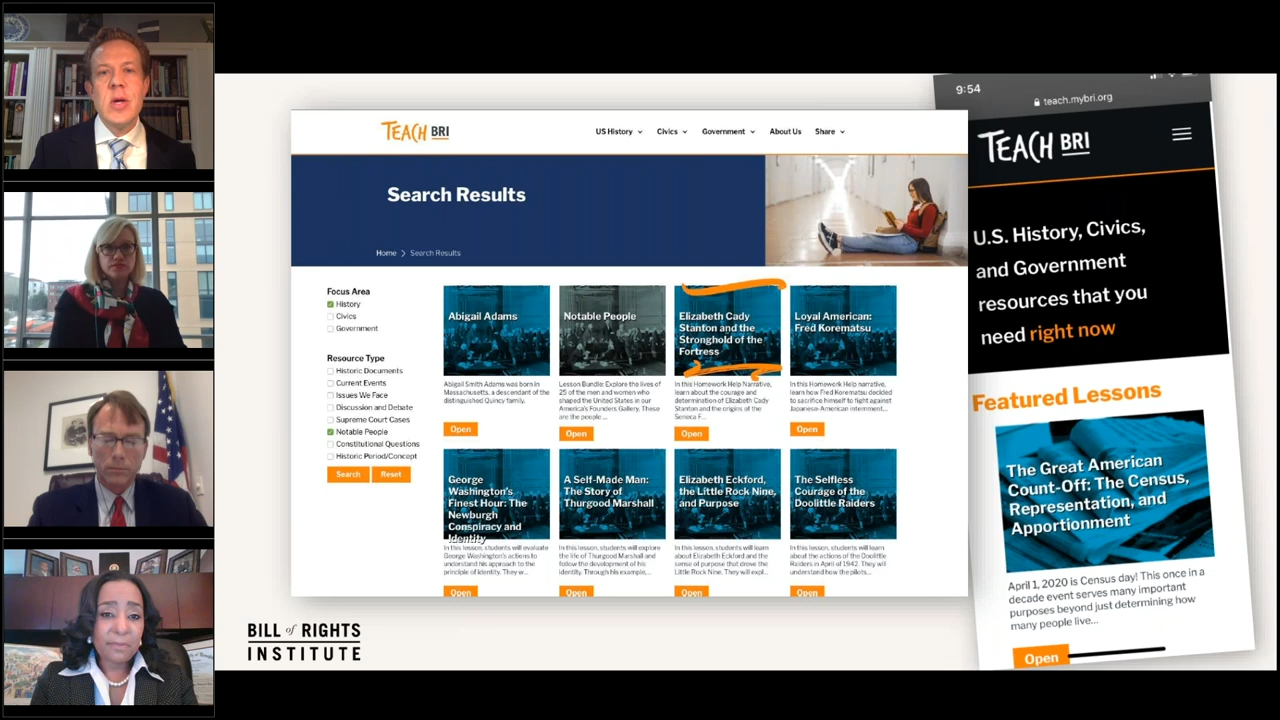 TEACH BRI
US History Civics Government About Us Share
Search Results
Home > Search Results
Focus Area
History
Civics
Government
Resource Type
Historic Documents
Current Events
Issues We Face
Discussion and Debate
Supreme Court Cases
Notable People
Constitutional Questions
Historic Period/Concept
Search Reset
Abigail Adams
Abigail Smith Adams was born in
Massachusetts, a descendant of the
distinguished Quincy family.
Open
Notable People
Lesson Bundle: Explore the lives of
25 of the men and women who
shaped the United States in our
America's Founders Gallery. These
are the people ...
Open
Elizabeth Cady
Stanton and the
Stronghold of the
Fortress
In this Homework Help Narrative,
learn about the courage and
determination of Elizabeth Cady
Stanton and the origins of the
Seneca F...
Open
Loyal American:
Fred Korematsu
In this Homework Help narrative,
learn how Fred Korematsu decided
to sacrifice himself to fight against
Japanese-American internment...
Open
George
Washington's
Finest Hour: The
Newburgh
Conspiracy and
Identity
In this lesson, students will evaluate
George Washington's actions to
understand his approach to the
principle of identity. They w...
Open
A Self-Made Man:
The Story of
Thurgood Marshall
In this lesson, students will explore
the life of Thurgood Marshall and
follow the development of his
identity. Through his example,...
Open
Elizabeth Eckford,
the Little Rock Nine,
and Purpose
In this lesson, students will learn
about Elizabeth Eckford and the
sense of purpose that drove the
Little Rock Nine. They will expl...
Open
The Selfless
Courage of the
Doolittle Raiders
In this lesson, students will learn
about the actions of the Doolittle
Raiders in April of 1942. They will
understand how the pilots...
Open
BILL of RIGHTS
INSTITUTE
9:54
teach.mybri.org
TEACH BRI
U.S. History, Civics,
and Government
resources that you
need right now
Featured Lessons
The Great American
Count-Off: The Census,
Representation, and
Apportionment
April 1, 2020 is Census day! This once in a
decade event serves many important
purposes beyond just determining how
many people live...
Open